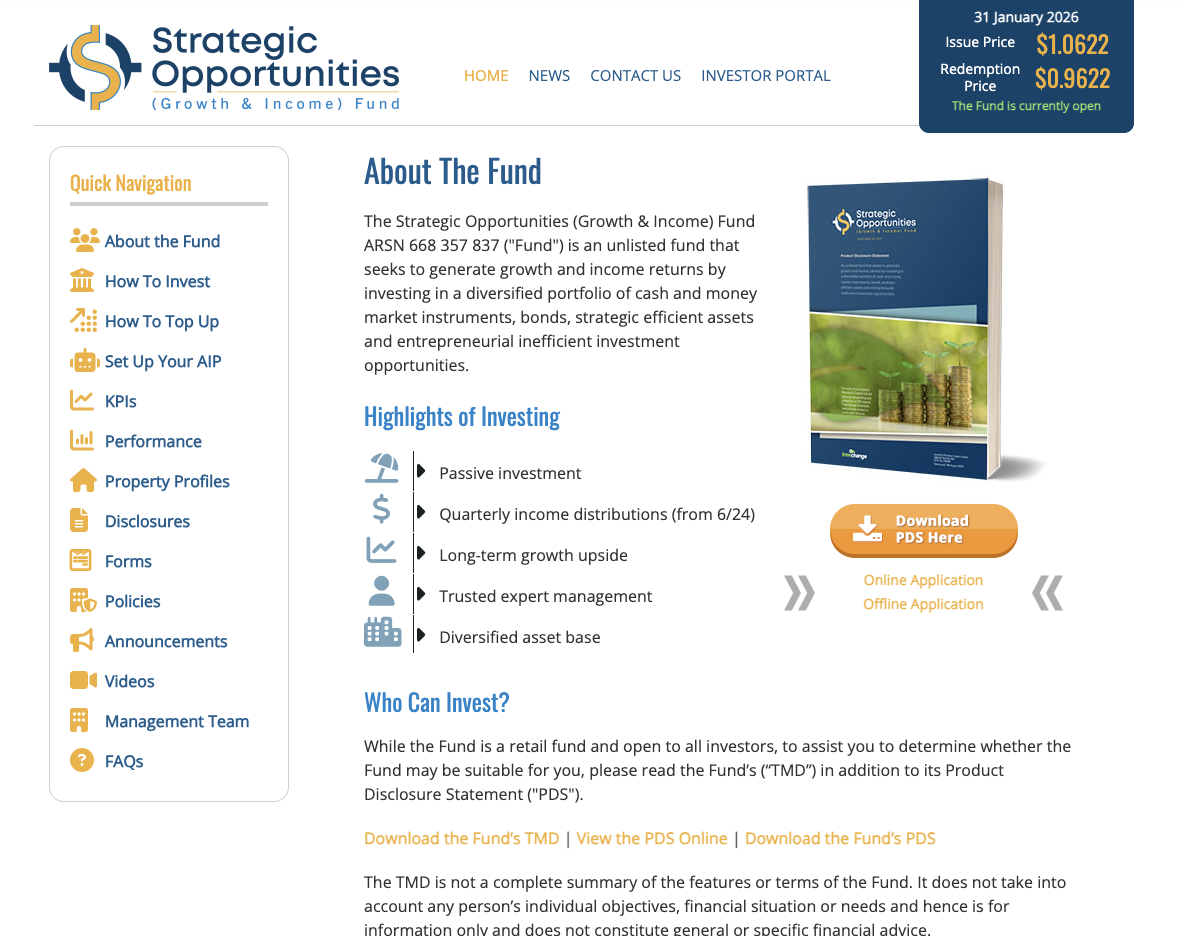 Strategic
Opportunities
(Growth & Income) Fund
HOME
NEWS
CONTACT US
INVESTOR PORTAL
31 January 2026
Issue Price $1.0622
Redemption Price $0.9622
The Fund is currently open
Quick Navigation
About the Fund
How To Invest
How To Top Up
Set Up Your AIP
KPIs
Performance
Property Profiles
Disclosures
Forms
Policies
Announcements
Videos
Management Team
FAQs
About The Fund
The Strategic Opportunities (Growth & Income) Fund
ARSN 668 357 837 ("Fund") is an unlisted fund that
seeks to generate growth and income returns by
investing in a diversified portfolio of cash and money
market instruments, bonds, strategic efficient assets
and entrepreneurial inefficient investment
opportunities.
Highlights of Investing
Passive investment
Quarterly income distributions (from 6/24)
Long-term growth upside
Trusted expert management
Diversified asset base
Strategic
Opportunities
(Growth & Income) Fund
Product Disclosure Statement
Download
PDS Here
Online Application
Offline Application
Who Can Invest?
While the Fund is a retail fund and open to all investors, to assist you to determine whether the
Fund may be suitable for you, please read the Fund’s (“TMD”) in addition to its Product
Disclosure Statement ("PDS").
Download the Fund’s TMD | View the PDS Online | Download the Fund’s PDS
The TMD is not a complete summary of the features or terms of the Fund. It does not take into
account any person’s individual objectives, financial situation or needs and hence is for
information only and does not constitute general or specific financial advice.